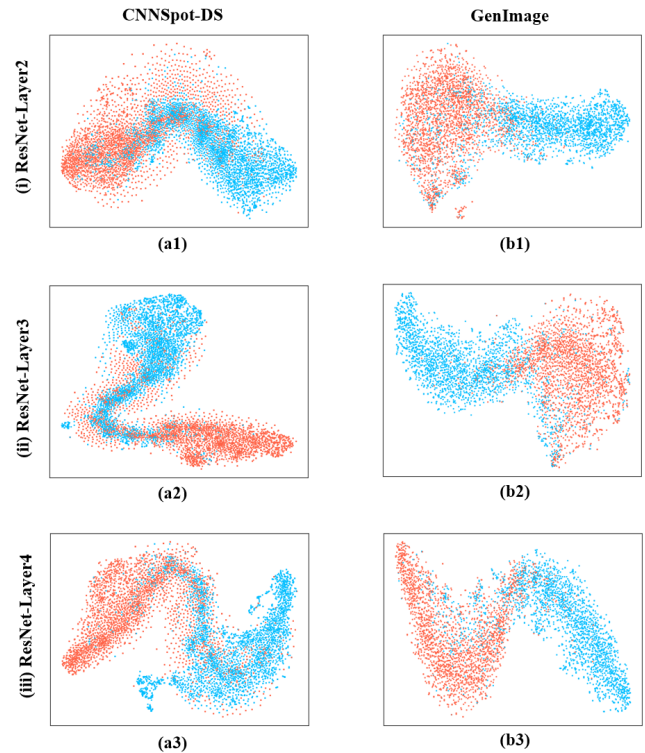 CNNSpot-DS
GenImage
(i) ResNet-Layer2
(a1)
(b1)
(ii) ResNet-Layer3
(a2)
(b2)
(iii) ResNet-Layer4
(a3)
(b3)